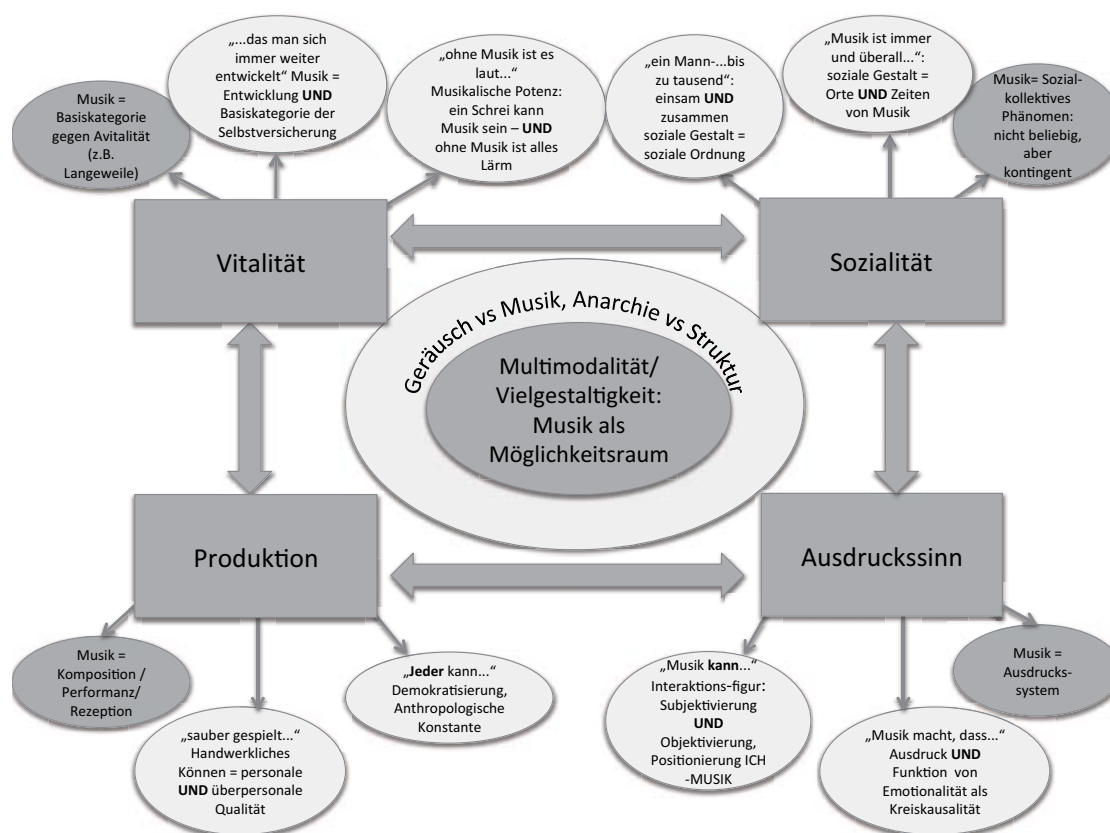 „...das man sich
immer weiter
entwickelt“ Musik =
Entwicklung UND
Basiskategorie der
Selbstversicherung
„ohne Musik ist es
laut...“
Musikalische Potenz:
ein Schrei kann
Musik sein – UND
ohne Musik ist alles
Lärm
„ein Mann-...bis
zu tausend“:
einsam UND
zusammen
soziale Gestalt =
soziale Ordnung
„Musik ist immer
und überall...“:
soziale Gestalt =
Orte UND Zeiten
von Musik
Musik =
Basiskategorie
gegen Avitalität
(z.B.
Langeweile)
Musik= Sozial-
kollektives
Phänomen:
nicht beliebig,
aber
kontingent
Vitalität
Sozialität
Geräusch vs Musik, Anarchie vs Struktur
Multimodalität/
Vielgestaltigkeit:
Musik als
Möglichkeitsraum
Produktion
Ausdruckssinn
Musik =
Komposition /
Performanz/
Rezeption
„sauber gespielt...“
Handwerkliches
Können = personale
UND überpersonale
Qualität
„Jeder kann...“
Demokratisierung,
Anthropologische
Konstante
„Musik kann...“
Interaktions-figur:
Subjektivierung
UND
Objektivierung,
Positionierung ICH
-MUSIK
„Musik macht, dass...“
Ausdruck UND
Funktion von
Emotionalität als
Kreiskausalität
Musik =
Ausdrucks-
system